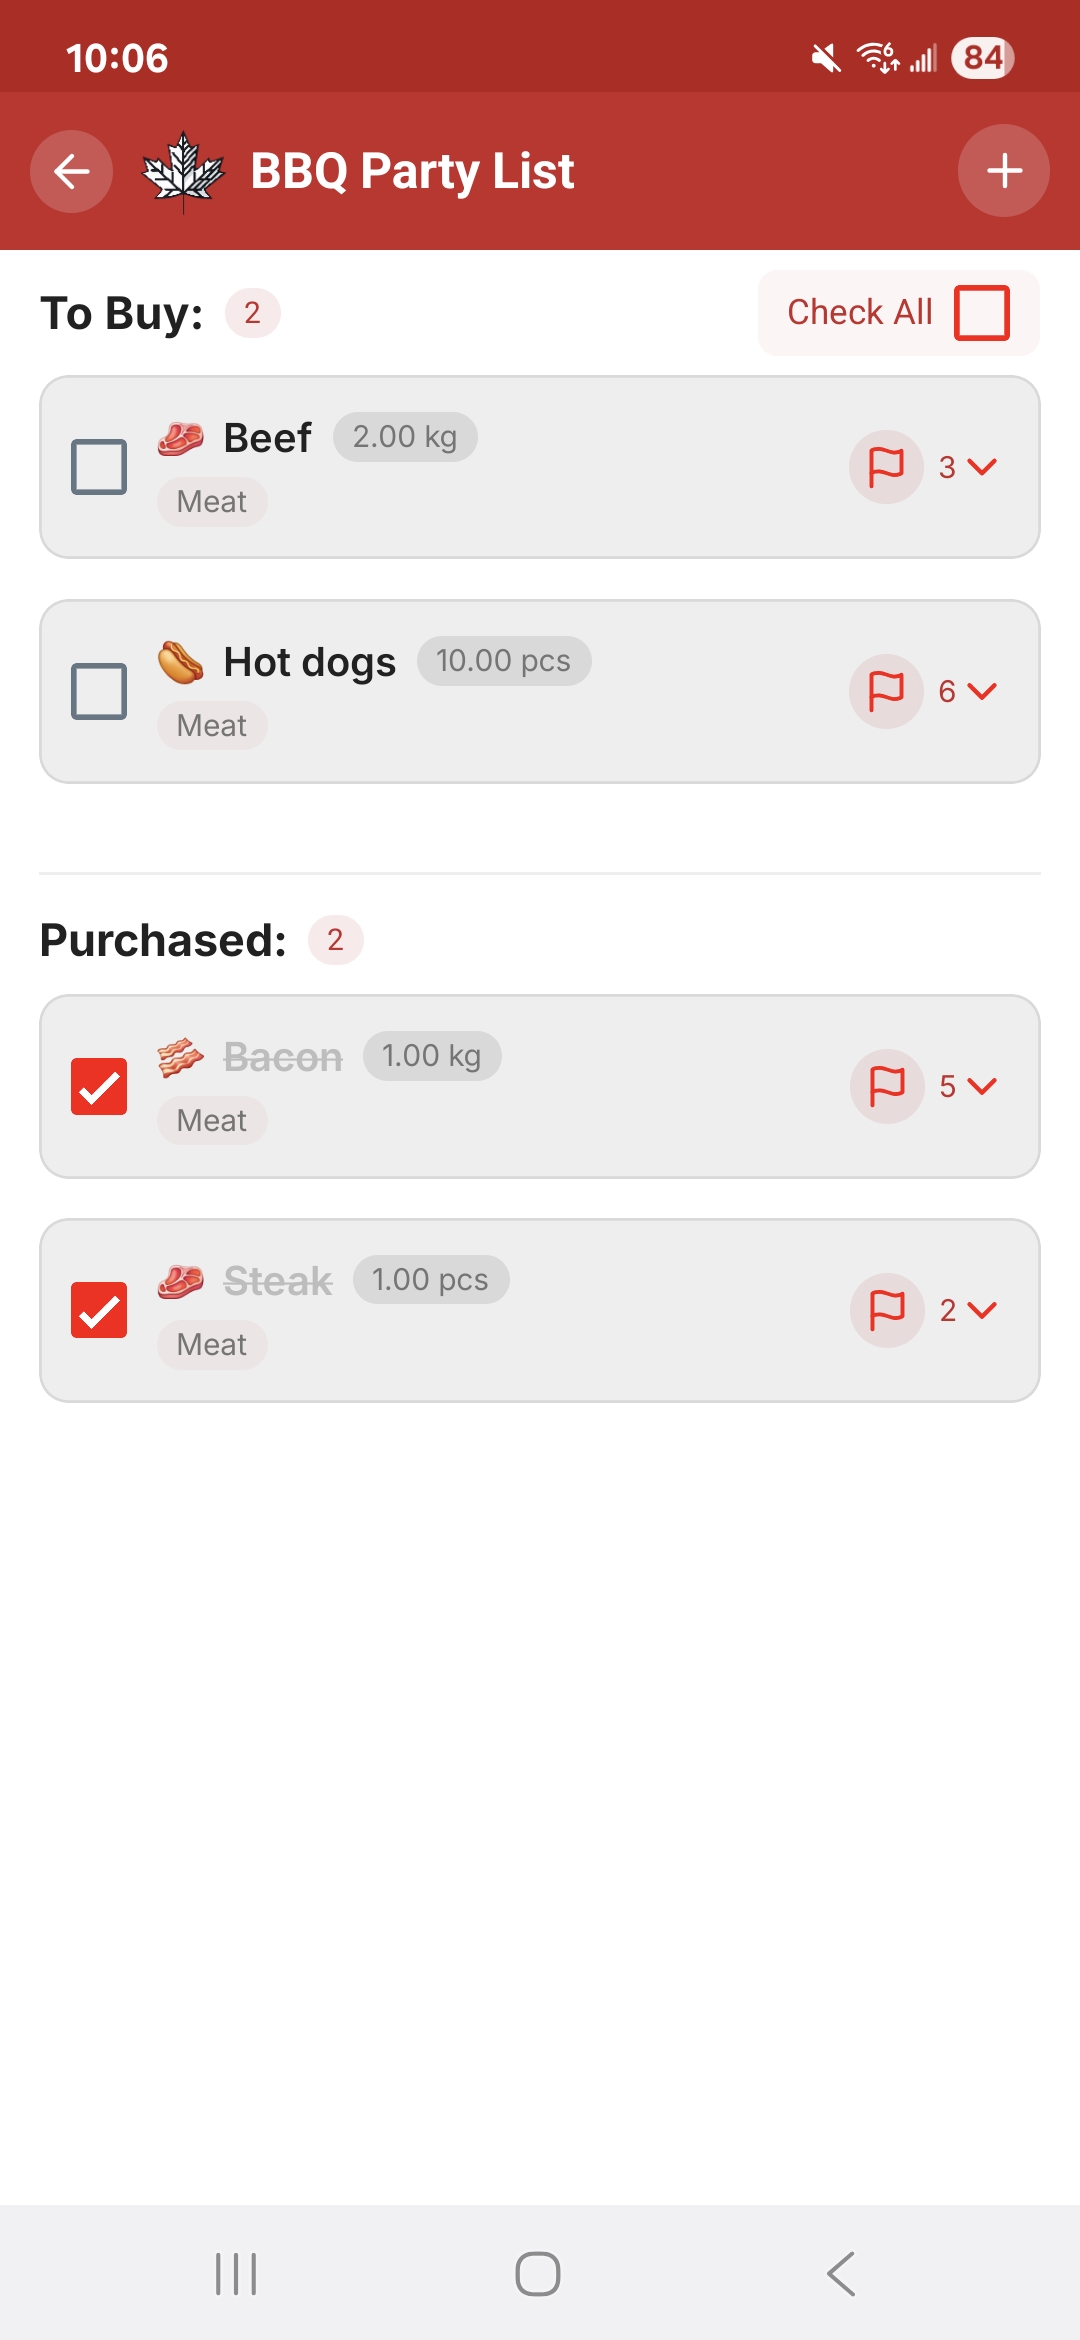 10:06
6
84
BBQ Party List
To Buy: 2
Check All
Beef 2.00 kg
Meat
3
Hot dogs 10.00 pcs
Meat
6
Purchased: 2
Bacon 1.00 kg
Meat
5
Steak 1.00 pcs
Meat
2